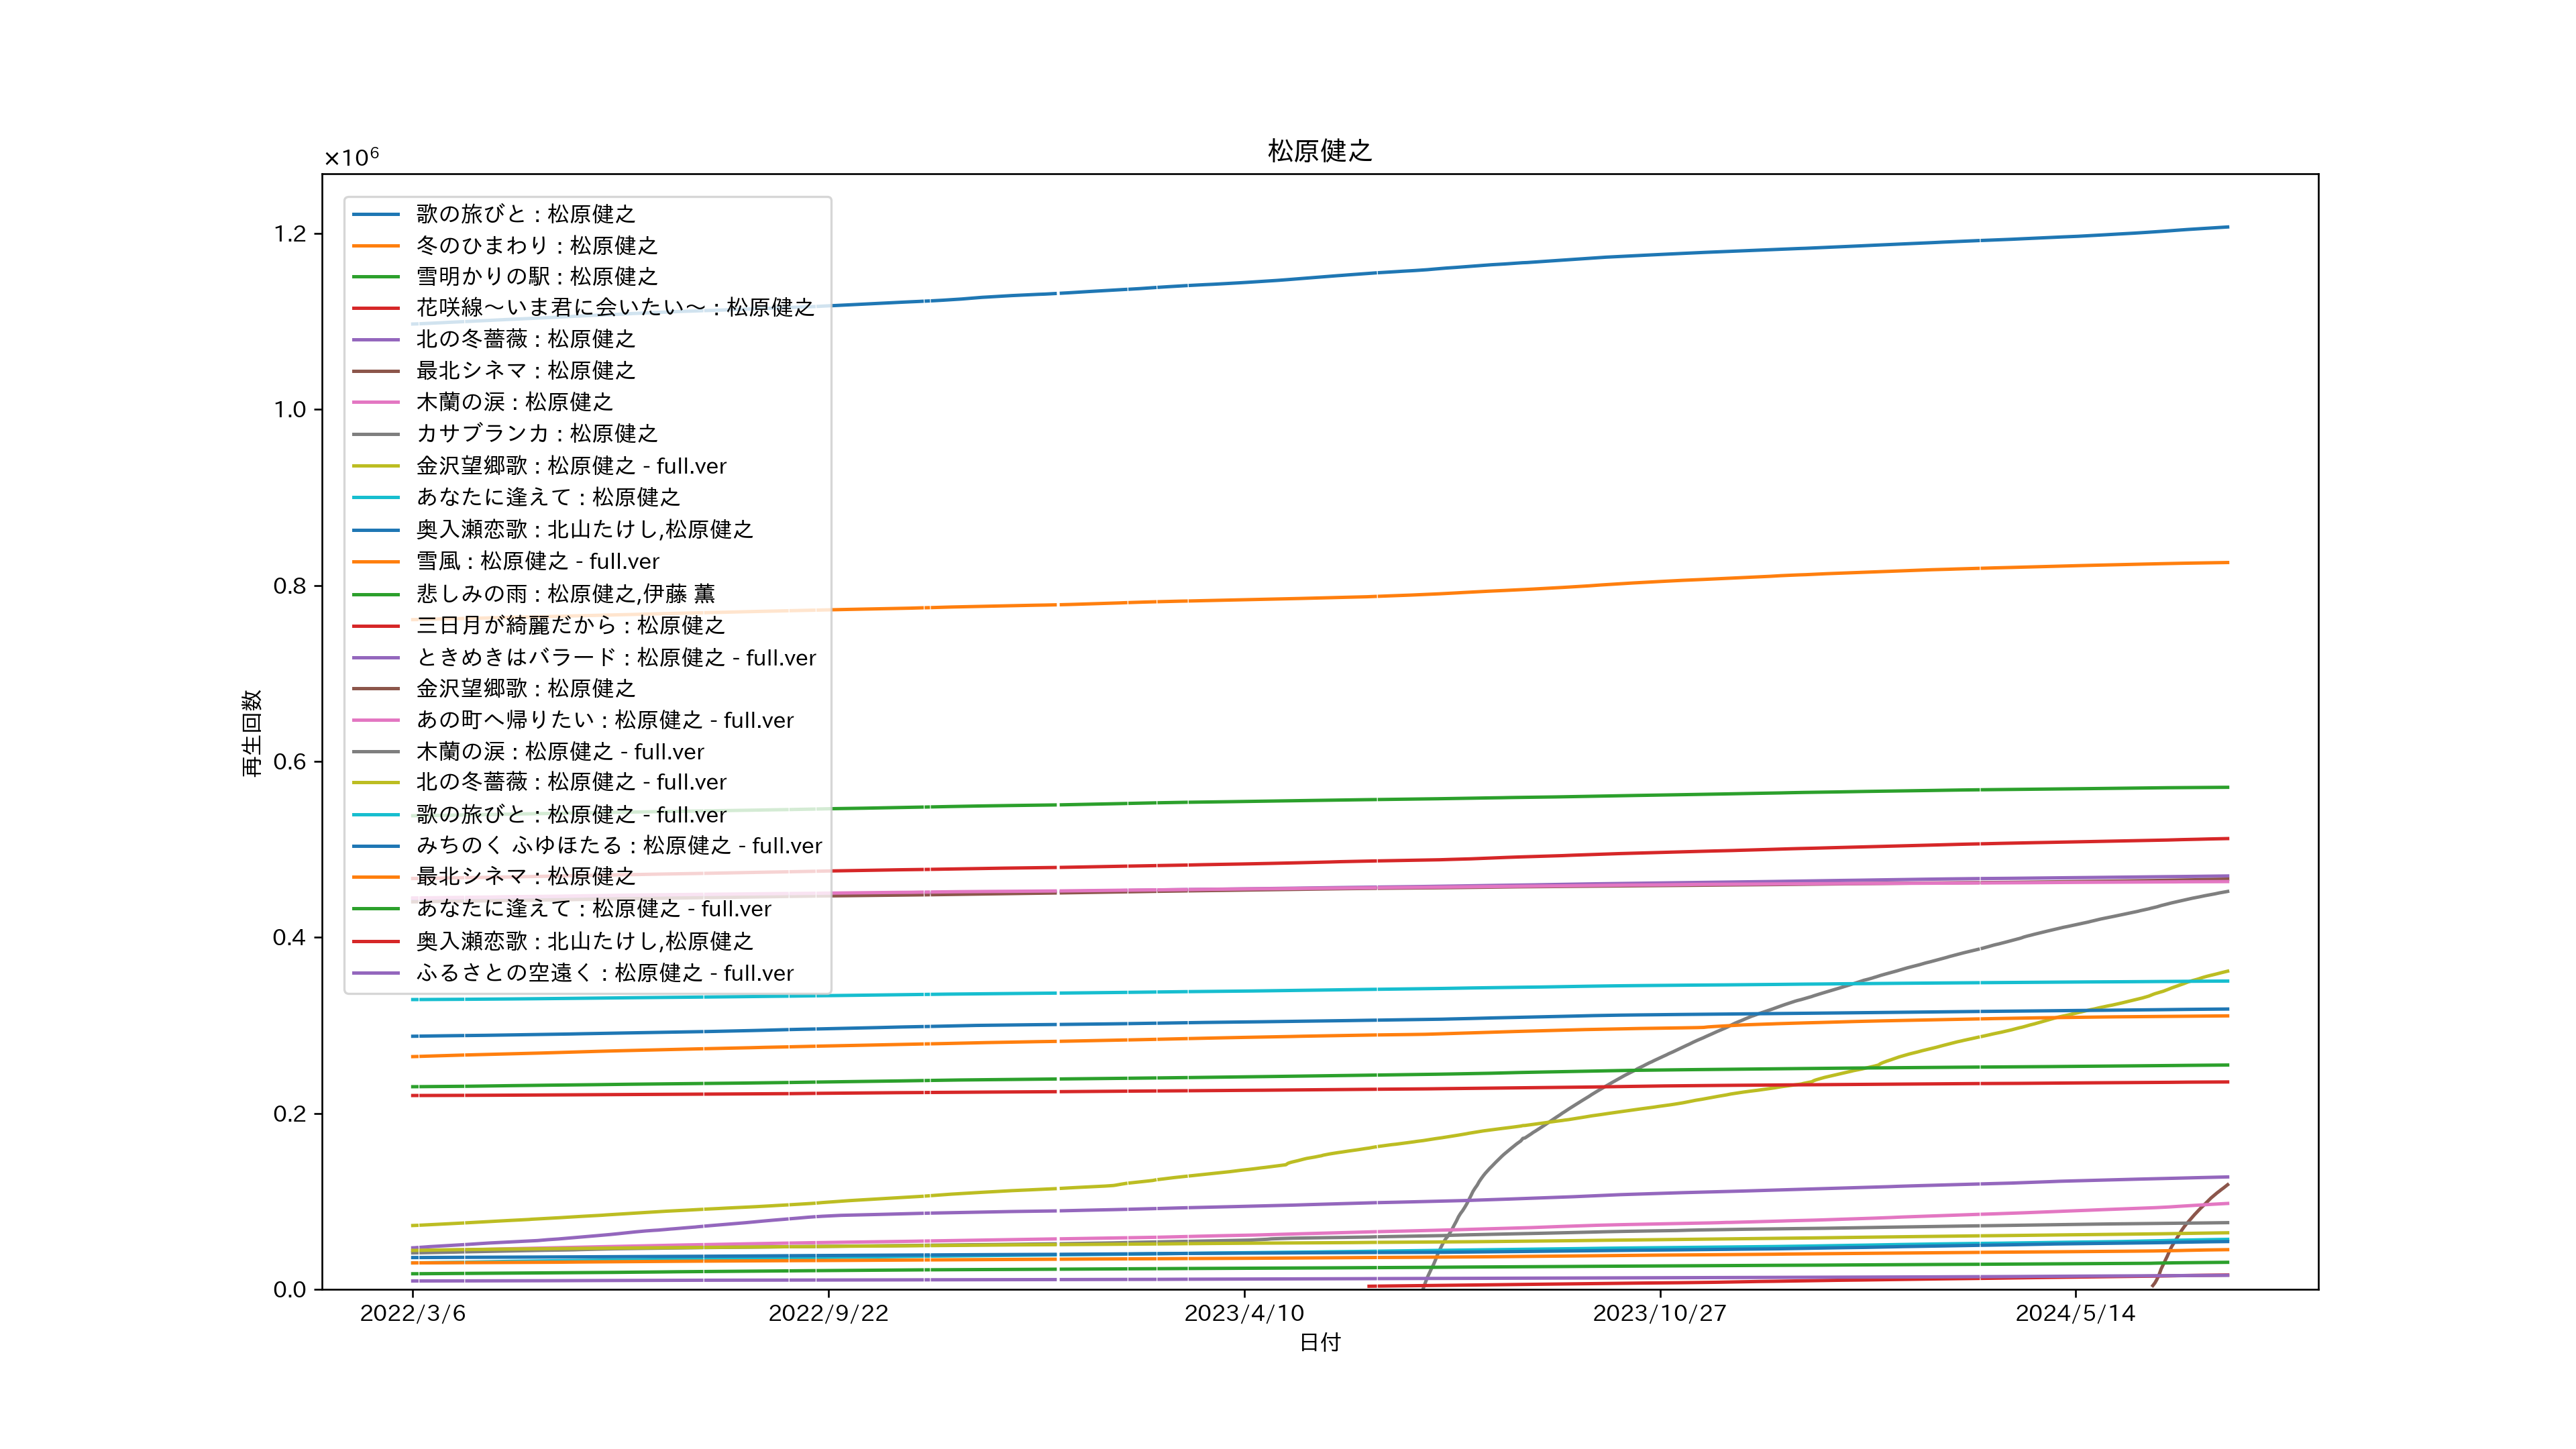 松原健之
×10⁶
1.2
1.0
0.8
0.6
0.4
0.2
0.0
再生回数
歌の旅びと : 松原健之
冬のひまわり : 松原健之
雪明かりの駅 : 松原健之
花咲線〜いま君に会いたい〜 : 松原健之
北の冬薔薇 : 松原健之
最北シネマ : 松原健之
木蘭の涙 : 松原健之
カサブランカ : 松原健之
金沢望郷歌 : 松原健之 - full.ver
あなたに逢えて : 松原健之
奥入瀬恋歌 : 北山たけし,松原健之
雪風 : 松原健之 - full.ver
悲しみの雨 : 松原健之,伊藤 薫
三日月が綺麗だから : 松原健之
ときめきはバラード : 松原健之 - full.ver
金沢望郷歌 : 松原健之
あの町へ帰りたい : 松原健之 - full.ver
木蘭の涙 : 松原健之 - full.ver
北の冬薔薇 : 松原健之 - full.ver
歌の旅びと : 松原健之 - full.ver
みちのく ふゆほたる : 松原健之 - full.ver
最北シネマ : 松原健之
あなたに逢えて : 松原健之 - full.ver
奥入瀬恋歌 : 北山たけし,松原健之
ふるさとの空遠く : 松原健之 - full.ver
2022/3/6
2022/9/22
2023/4/10
2023/10/27
2024/5/14
日付